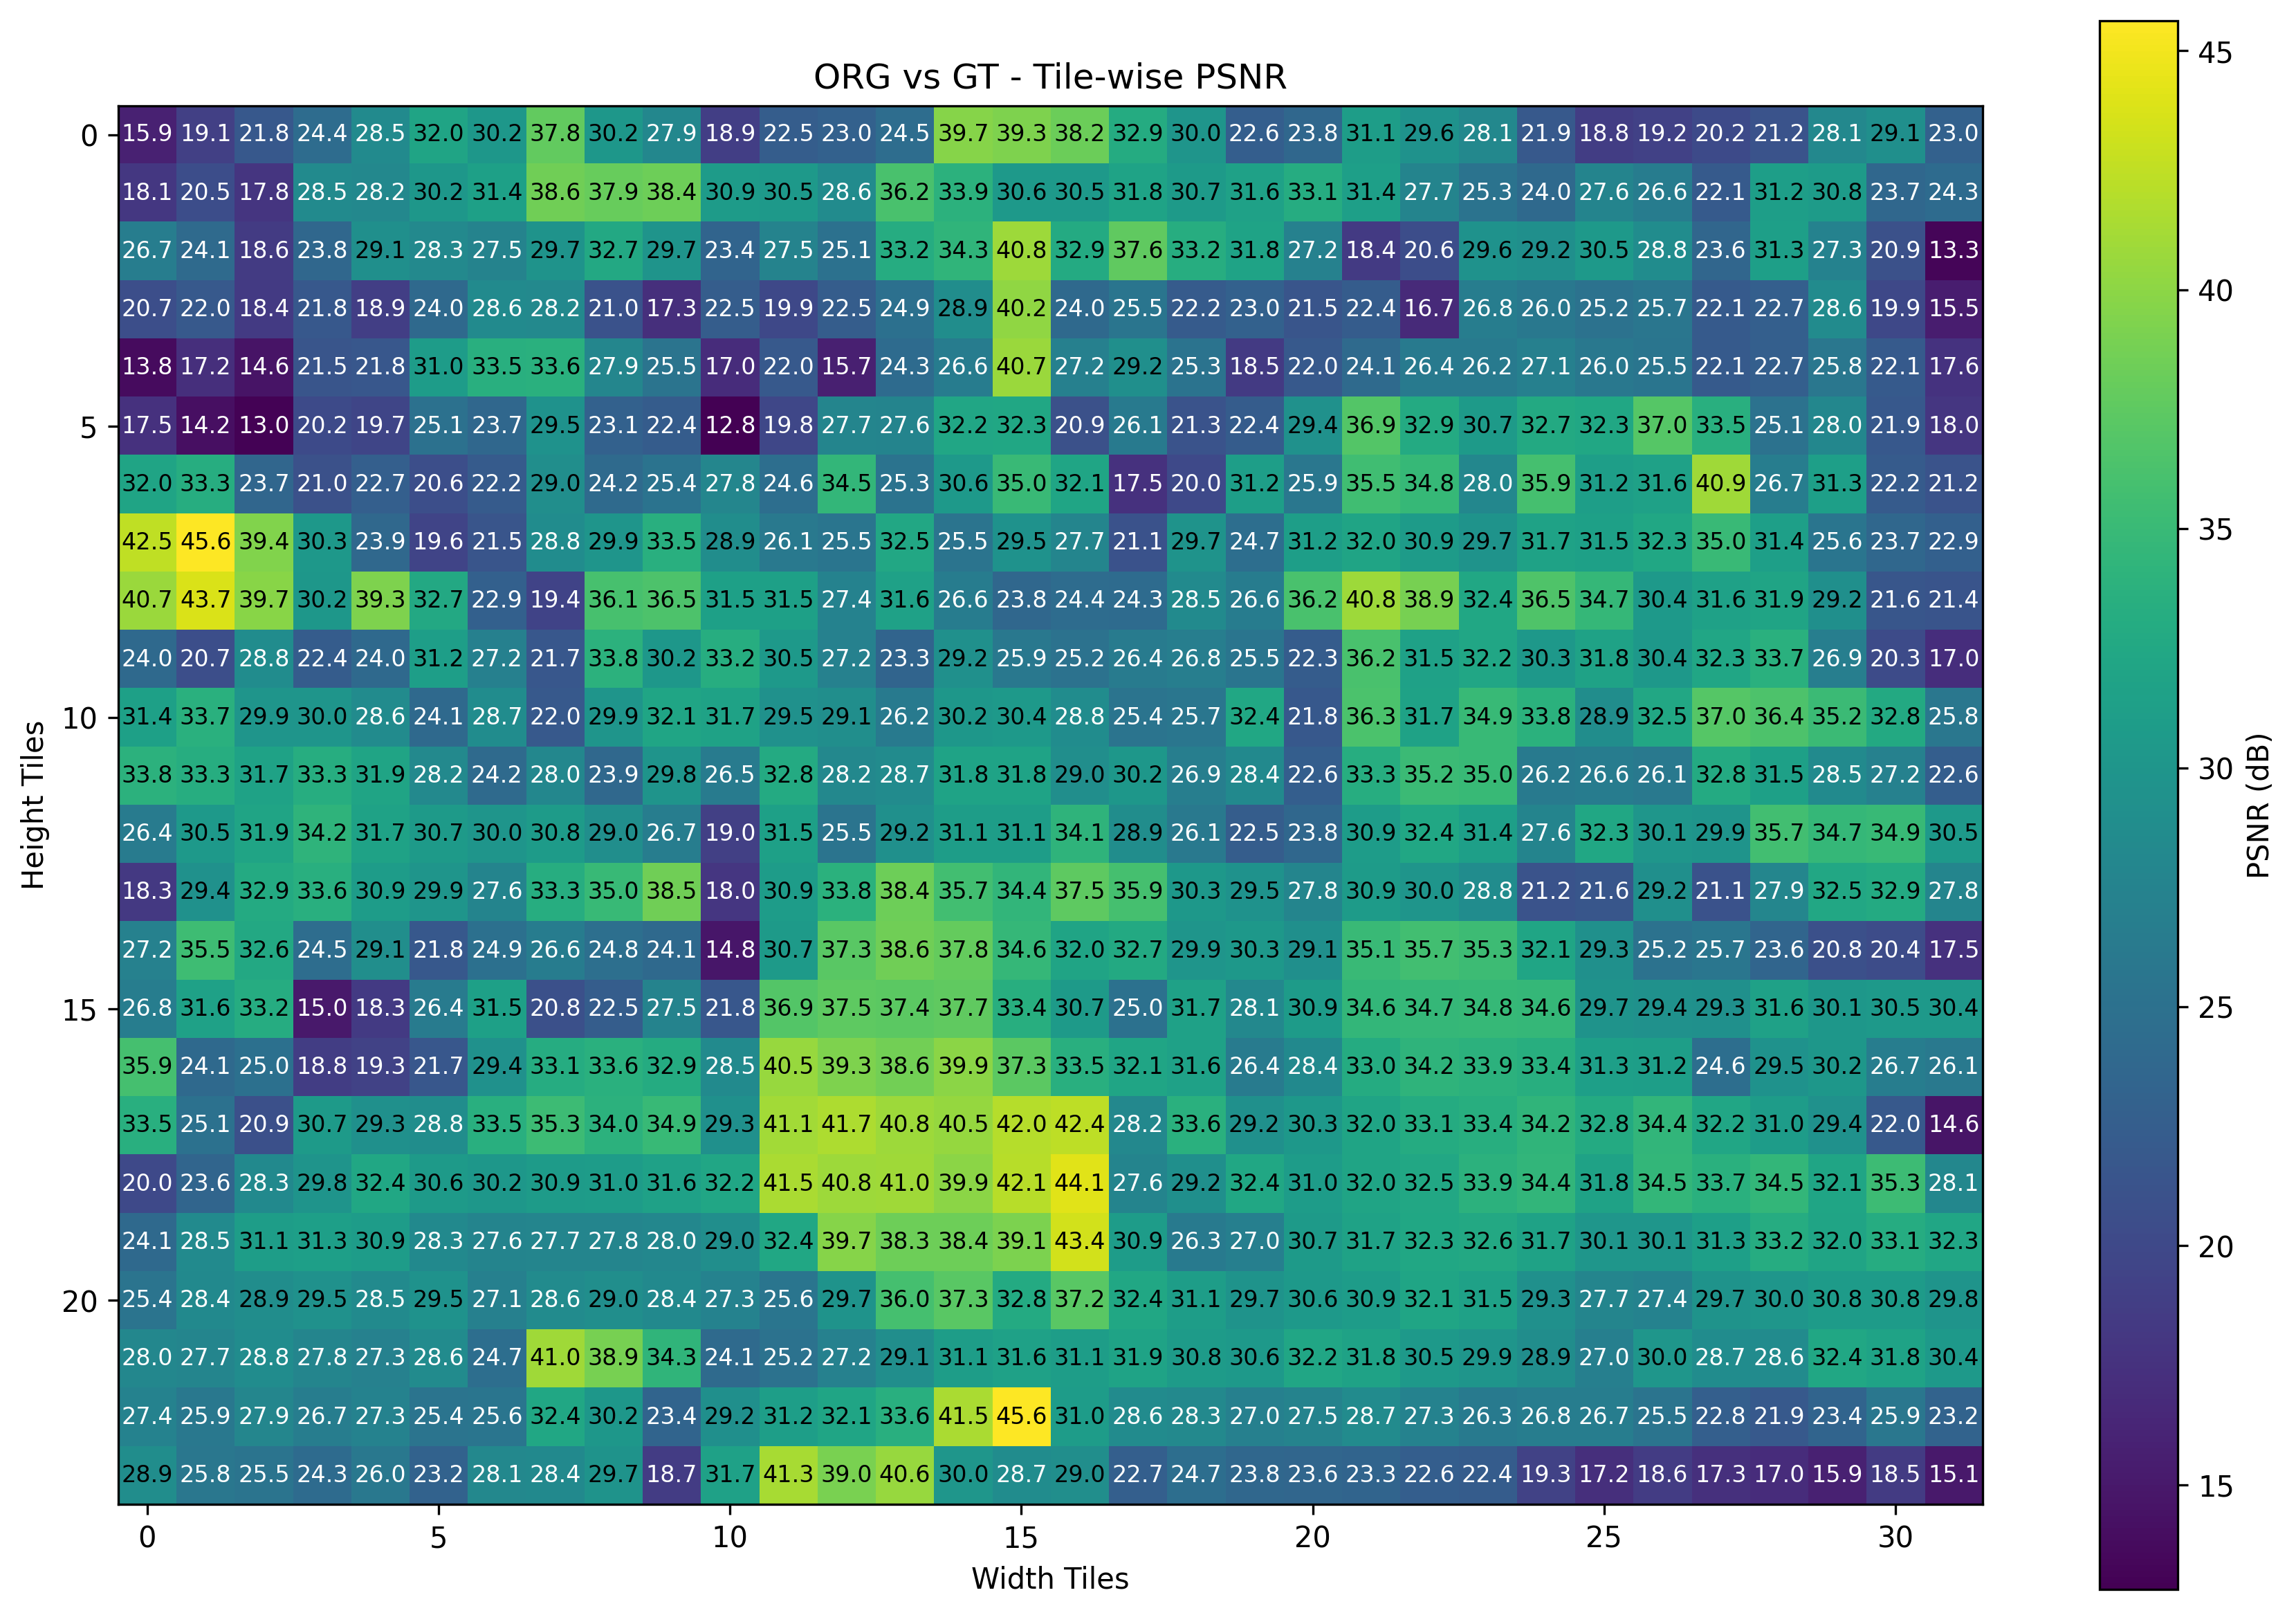 ORG vs GT - Tile-wise PSNR
0 15.9 19.1 21.8 24.4 28.5 32.0 30.2 37.8 30.2 27.9 18.9 22.5 23.0 24.5 39.7 39.3 38.2 32.9 30.0 22.6 23.8 31.1 29.6 28.1 21.9 18.8 19.2 20.2 21.2 28.1 29.1 23.0
18.1 20.5 17.8 28.5 28.2 30.2 31.4 38.6 37.9 38.4 30.9 30.5 28.6 36.2 33.9 30.6 30.5 31.8 30.7 31.6 33.1 31.4 27.7 25.3 24.0 27.6 26.6 22.1 31.2 30.8 23.7 24.3
26.7 24.1 18.6 23.8 29.1 28.3 27.5 29.7 32.7 29.7 23.4 27.5 25.1 33.2 34.3 40.8 32.9 37.6 33.2 31.8 27.2 18.4 20.6 29.6 29.2 30.5 28.8 23.6 31.3 27.3 20.9 13.3
20.7 22.0 18.4 21.8 18.9 24.0 28.6 28.2 21.0 17.3 22.5 19.9 22.5 24.9 28.9 40.2 24.0 25.5 22.2 23.0 21.5 22.4 16.7 26.8 26.0 25.2 25.7 22.1 22.7 28.6 19.9 15.5
13.8 17.2 14.6 21.5 21.8 31.0 33.5 33.6 27.9 25.5 17.0 22.0 15.7 24.3 26.6 40.7 27.2 29.2 25.3 18.5 22.0 24.1 26.4 26.2 27.1 26.0 25.5 22.1 22.7 25.8 22.1 17.6
5 17.5 14.2 13.0 20.2 19.7 25.1 23.7 29.5 23.1 22.4 12.8 19.8 27.7 27.6 32.2 32.3 20.9 26.1 21.3 22.4 29.4 36.9 32.9 30.7 32.7 32.3 37.0 33.5 25.1 28.0 21.9 18.0
32.0 33.3 23.7 21.0 22.7 20.6 22.2 29.0 24.2 25.4 27.8 24.6 34.5 25.3 30.6 35.0 32.1 17.5 20.0 31.2 25.9 35.5 34.8 28.0 35.9 31.2 31.6 40.9 26.7 31.3 22.2 21.2
42.5 45.6 39.4 30.3 23.9 19.6 21.5 28.8 29.9 33.5 28.9 26.1 25.5 32.5 25.5 29.5 27.7 21.1 29.7 24.7 31.2 32.0 30.9 29.7 31.7 31.5 32.3 35.0 31.4 25.6 23.7 22.9
40.7 43.7 39.7 30.2 39.3 32.7 22.9 19.4 36.1 36.5 31.5 31.5 27.4 31.6 26.6 23.8 24.4 24.3 28.5 26.6 36.2 40.8 38.9 32.4 36.5 34.7 30.4 31.6 31.9 29.2 21.6 21.4
24.0 20.7 28.8 22.4 24.0 31.2 27.2 21.7 33.8 30.2 33.2 30.5 27.2 23.3 29.2 25.9 25.2 26.4 26.8 25.5 22.3 36.2 31.5 32.2 30.3 31.8 30.4 32.3 33.7 26.9 20.3 17.0
10 31.4 33.7 29.9 30.0 28.6 24.1 28.7 22.0 29.9 32.1 31.7 29.5 29.1 26.2 30.2 30.4 28.8 25.4 25.7 32.4 21.8 36.3 31.7 34.9 33.8 28.9 32.5 37.0 36.4 35.2 32.8 25.8
33.8 33.3 31.7 33.3 31.9 28.2 24.2 28.0 23.9 29.8 26.5 32.8 28.2 28.7 31.8 31.8 29.0 30.2 26.9 28.4 22.6 33.3 35.2 35.0 26.2 26.6 26.1 32.8 31.5 28.5 27.2 22.6
26.4 30.5 31.9 34.2 31.7 30.7 30.0 30.8 29.0 26.7 19.0 31.5 25.5 29.2 31.1 31.1 34.1 28.9 26.1 22.5 23.8 30.9 32.4 31.4 27.6 32.3 30.1 29.9 35.7 34.7 34.9 30.5
18.3 29.4 32.9 33.6 30.9 29.9 27.6 33.3 35.0 38.5 18.0 30.9 33.8 38.4 35.7 34.4 37.5 35.9 30.3 29.5 27.8 30.9 30.0 28.8 21.2 21.6 29.2 21.1 27.9 32.5 32.9 27.8
27.2 35.5 32.6 24.5 29.1 21.8 24.9 26.6 24.8 24.1 14.8 30.7 37.3 38.6 37.8 34.6 32.0 32.7 29.9 30.3 29.1 35.1 35.7 35.3 32.1 29.3 25.2 25.7 23.6 20.8 20.4 17.5
15 26.8 31.6 33.2 15.0 18.3 26.4 31.5 20.8 22.5 27.5 21.8 36.9 37.5 37.4 37.7 33.4 30.7 25.0 31.7 28.1 30.9 34.6 34.7 34.8 34.6 29.7 29.4 29.3 31.6 30.1 30.5 30.4
35.9 24.1 25.0 18.8 19.3 21.7 29.4 33.1 33.6 32.9 28.5 40.5 39.3 38.6 39.9 37.3 33.5 32.1 31.6 26.4 28.4 33.0 34.2 33.9 33.4 31.3 31.2 24.6 29.5 30.2 26.7 26.1
33.5 25.1 20.9 30.7 29.3 28.8 33.5 35.3 34.0 34.9 29.3 41.1 41.7 40.8 40.5 42.0 42.4 28.2 33.6 29.2 30.3 32.0 33.1 33.4 34.2 32.8 34.4 32.2 31.0 29.4 22.0 14.6
20.0 23.6 28.3 29.8 32.4 30.6 30.2 30.9 31.0 31.6 32.2 41.5 40.8 41.0 39.9 42.1 44.1 27.6 29.2 32.4 31.0 32.0 32.5 33.9 34.4 31.8 34.5 33.7 34.5 32.1 35.3 28.1
24.1 28.5 31.1 31.3 30.9 28.3 27.6 27.7 27.8 28.0 29.0 32.4 39.7 38.3 38.4 39.1 43.4 30.9 26.3 27.0 30.7 31.7 32.3 32.6 31.7 30.1 30.1 31.3 33.2 32.0 33.1 32.3
20 25.4 28.4 28.9 29.5 28.5 29.5 27.1 28.6 29.0 28.4 27.3 25.6 29.7 36.0 37.3 32.8 37.2 32.4 31.1 29.7 30.6 30.9 32.1 31.5 29.3 27.7 27.4 29.7 30.0 30.8 30.8 29.8
28.0 27.7 28.8 27.8 27.3 28.6 24.7 41.0 38.9 34.3 24.1 25.2 27.2 29.1 31.1 31.6 31.1 31.9 30.8 30.6 32.2 31.8 30.5 29.9 28.9 27.0 30.0 28.7 28.6 32.4 31.8 30.4
27.4 25.9 27.9 26.7 27.3 25.4 25.6 32.4 30.2 23.4 29.2 31.2 32.1 33.6 41.5 45.6 31.0 28.6 28.3 27.0 27.5 28.7 27.3 26.3 26.8 26.7 25.5 22.8 21.9 23.4 25.9 23.2
28.9 25.8 25.5 24.3 26.0 23.2 28.1 28.4 29.7 18.7 31.7 41.3 39.0 40.6 30.0 28.7 29.0 22.7 24.7 23.8 23.6 23.3 22.6 22.4 19.3 17.2 18.6 17.3 17.0 15.9 18.5 15.1
0 5 10 15 20 25 30
Width Tiles
Height Tiles
45
40
35
30
25
20
15
PSNR (dB)